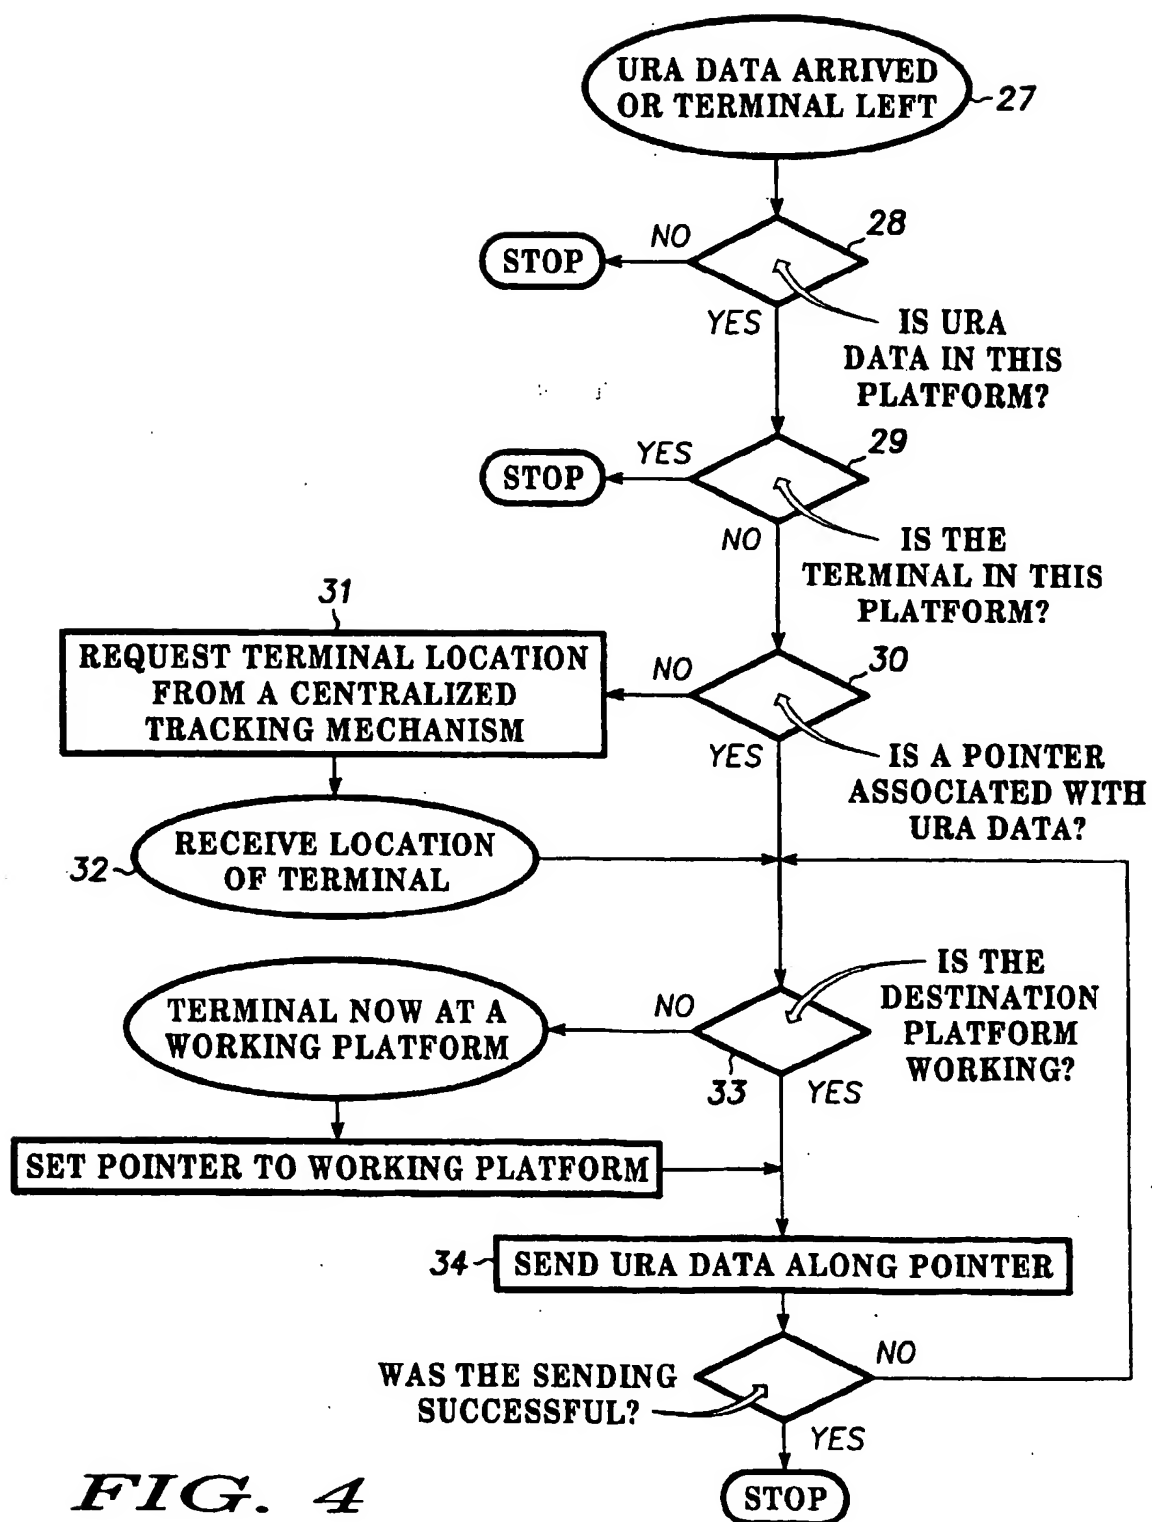 URA DATA ARRIVED
OR TERMINAL LEFT
27
28
NO
STOP
YES
IS URA
DATA IN THIS
PLATFORM?
29
YES
STOP
NO
IS THE
TERMINAL IN THIS
PLATFORM?
31
REQUEST TERMINAL LOCATION
FROM A CENTRALIZED
TRACKING MECHANISM
NO
30
YES
IS A POINTER
ASSOCIATED WITH
URA DATA?
32
RECEIVE LOCATION
OF TERMINAL
IS THE
DESTINATION
PLATFORM
WORKING?
TERMINAL NOW AT A
WORKING PLATFORM
NO
33
YES
SET POINTER TO WORKING PLATFORM
34
SEND URA DATA ALONG POINTER
WAS THE SENDING
SUCCESSFUL?
NO
YES
STOP
FIG. 4